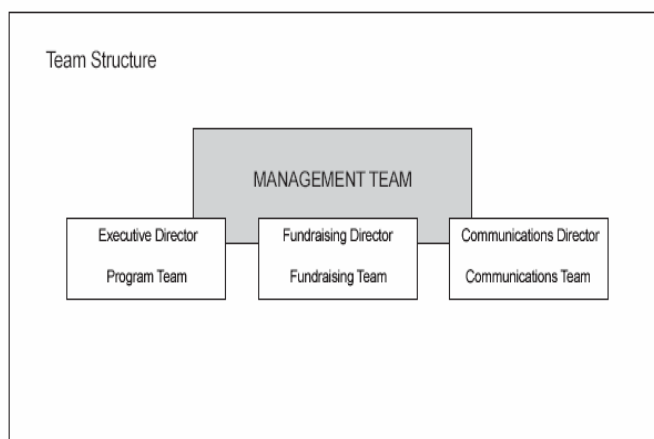 Team Structure
MANAGEMENT TEAM
Executive Director
Program Team
Fundraising Director
Fundraising Team
Communications Director
Communications Team